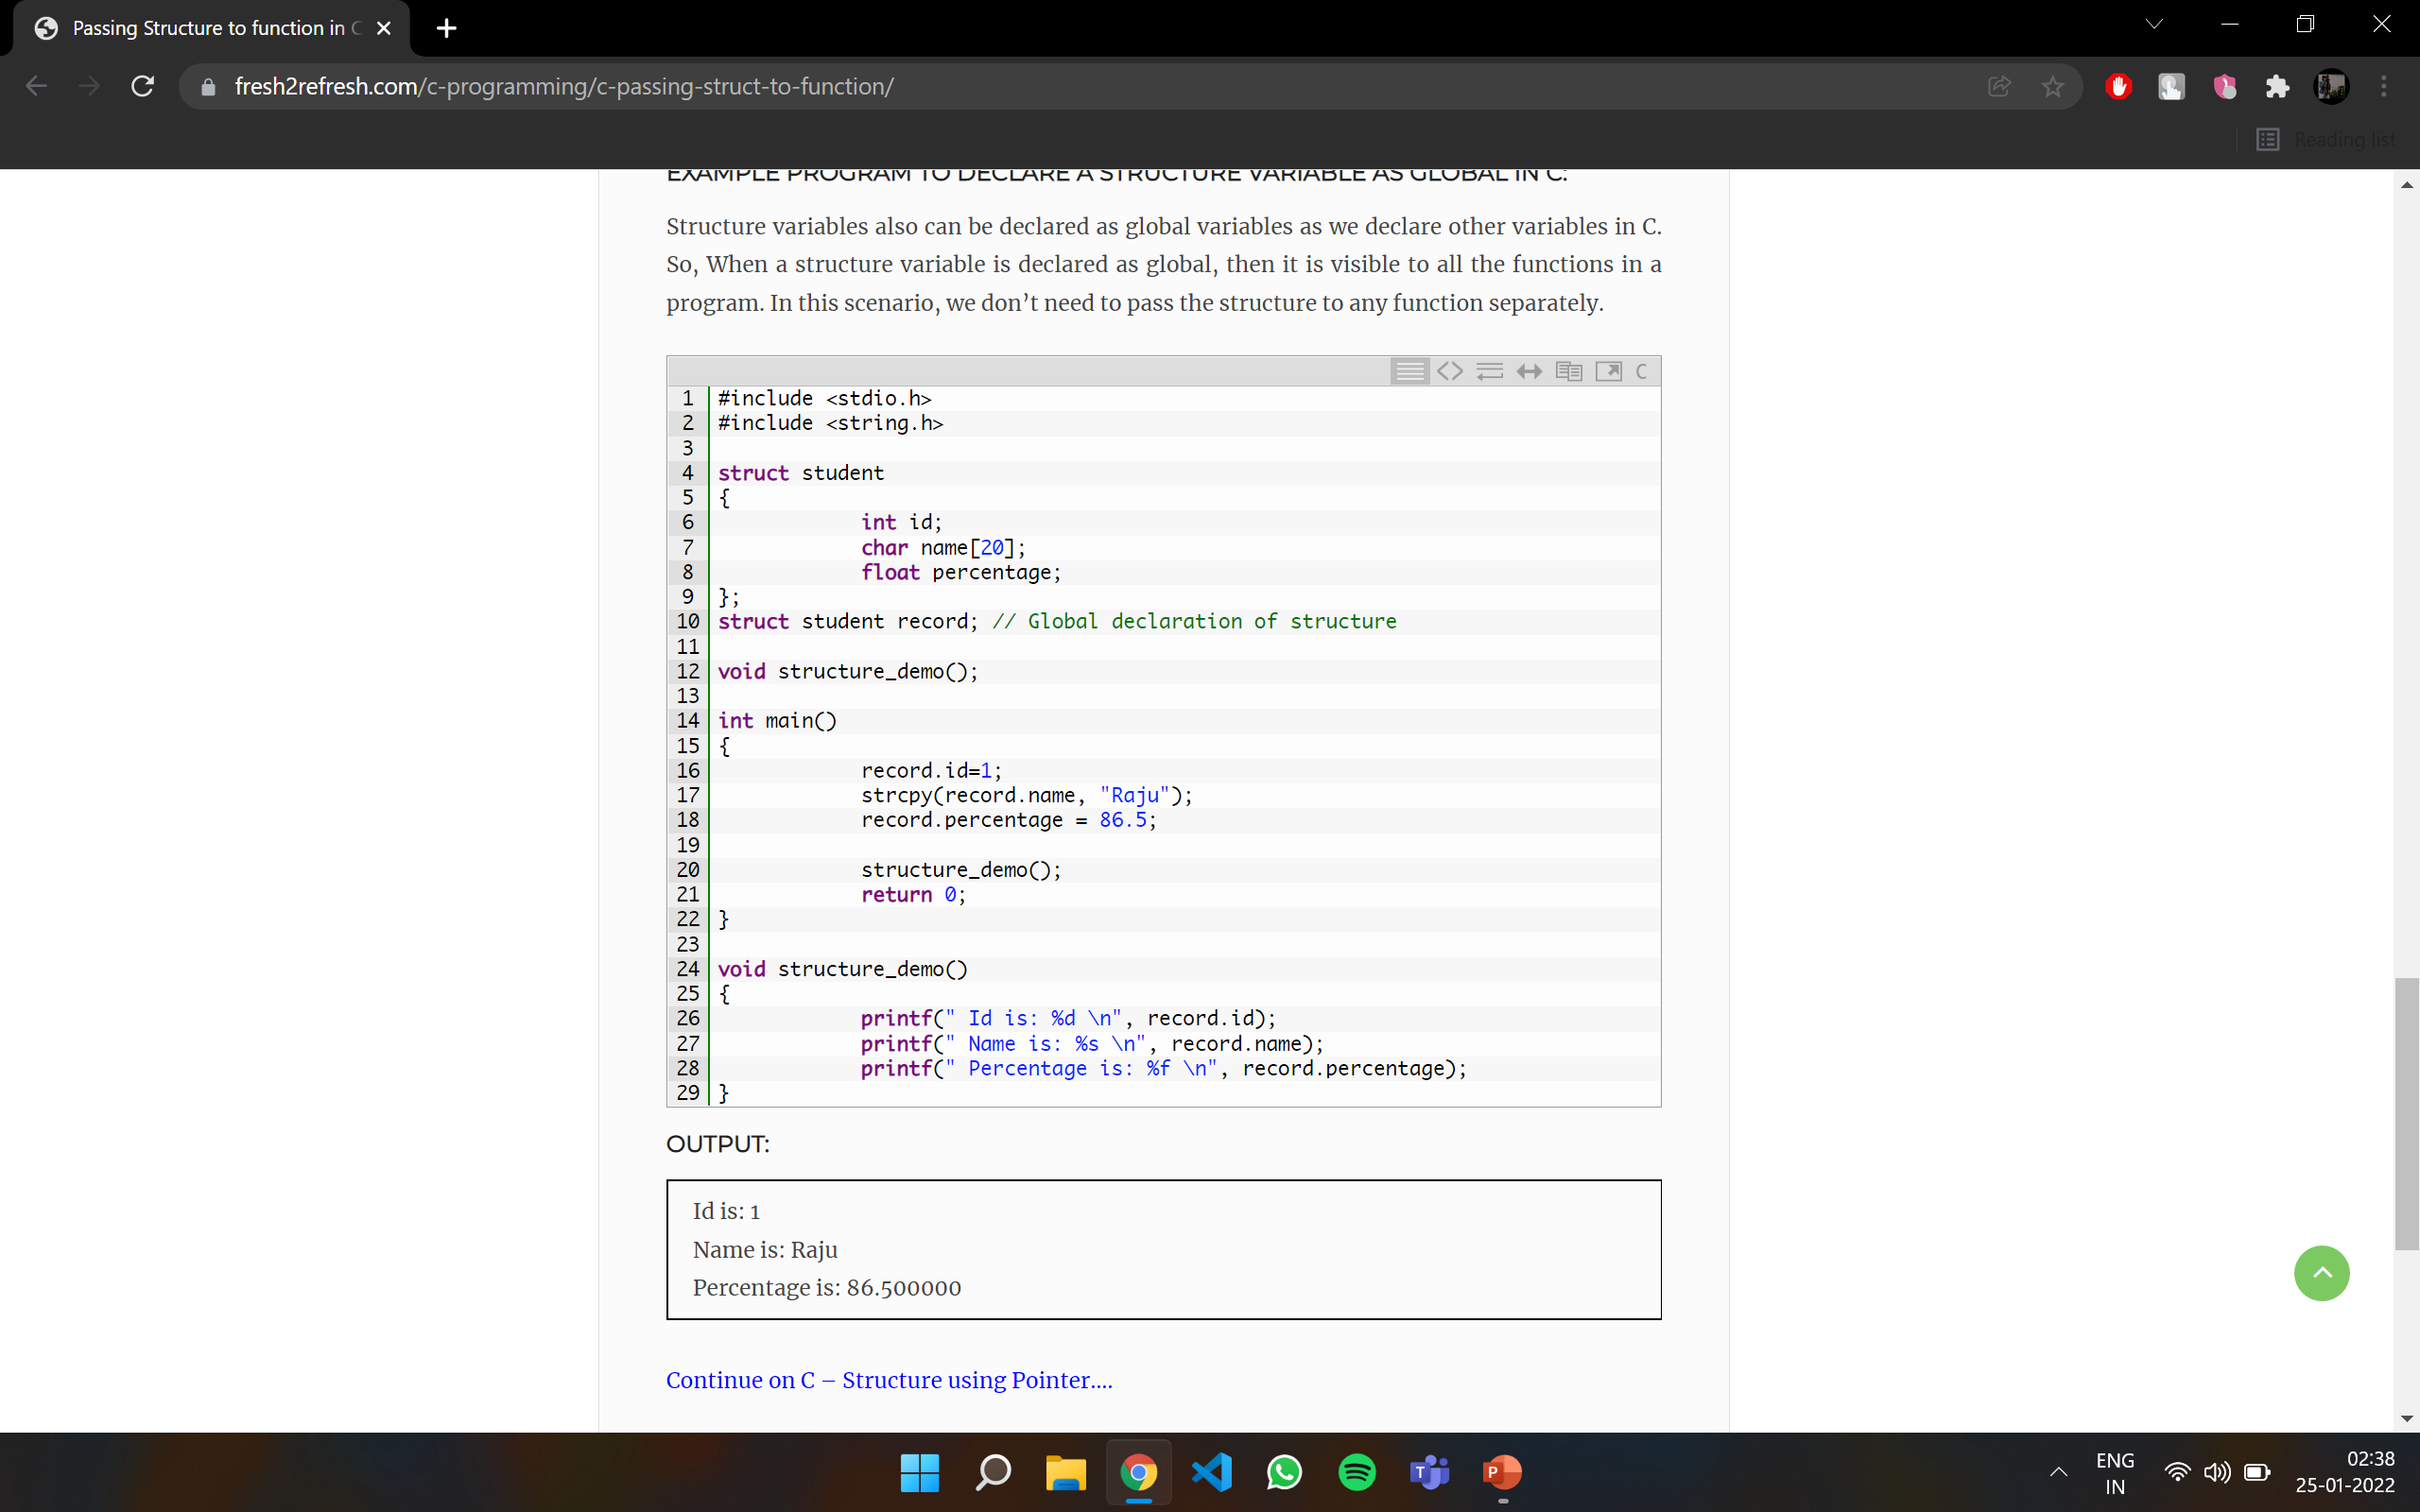 Passing Structure to function in C
fresh2refresh.com/c-programming/c-passing-struct-to-function/
Reading list
EXAMPLE PROGRAM TO DECLARE A STRUCTURE VARIABLE AS GLOBAL IN C:
Structure variables also can be declared as global variables as we declare other variables in C.
So, When a structure variable is declared as global, then it is visible to all the functions in a
program. In this scenario, we don’t need to pass the structure to any function separately.
C
1 #include <stdio.h>
2 #include <string.h>
3
4 struct student
5 {
6 int id;
7 char name[20];
8 float percentage;
9 };
10 struct student record; // Global declaration of structure
11
12 void structure_demo();
13
14 int main()
15 {
16 record.id=1;
17 strcpy(record.name, "Raju");
18 record.percentage = 86.5;
19
20 structure_demo();
21 return 0;
22 }
23
24 void structure_demo()
25 {
26 printf(" Id is: %d \n", record.id);
27 printf(" Name is: %s \n", record.name);
28 printf(" Percentage is: %f \n", record.percentage);
29 }
OUTPUT:
Id is: 1
Name is: Raju
Percentage is: 86.500000
Continue on C – Structure using Pointer....
ENG
IN
02:38
25-01-2022